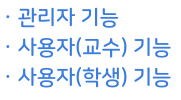 · 관리자 기능
· 사용자(교수) 기능
· 사용자(학생) 기능